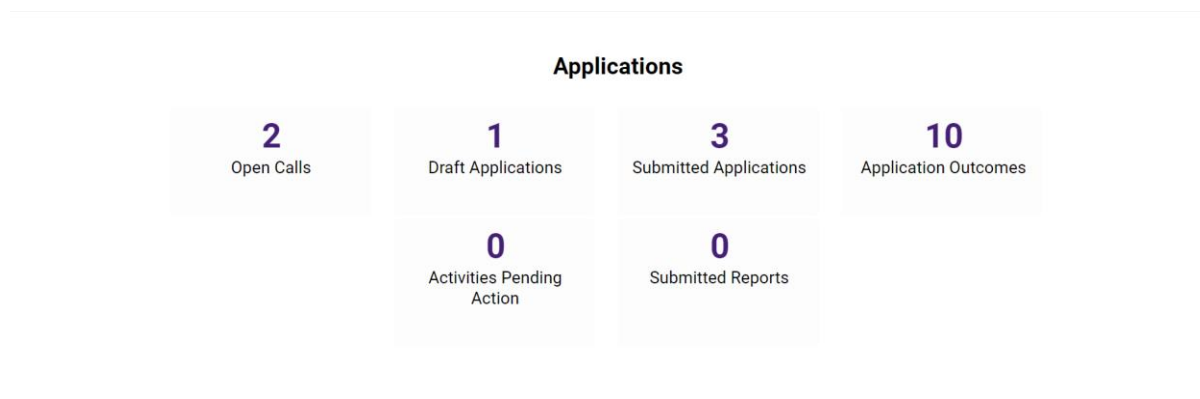 Applications
2
Open Calls
1
Draft Applications
3
Submitted Applications
10
Application Outcomes
0
Activities Pending
Action
0
Submitted Reports